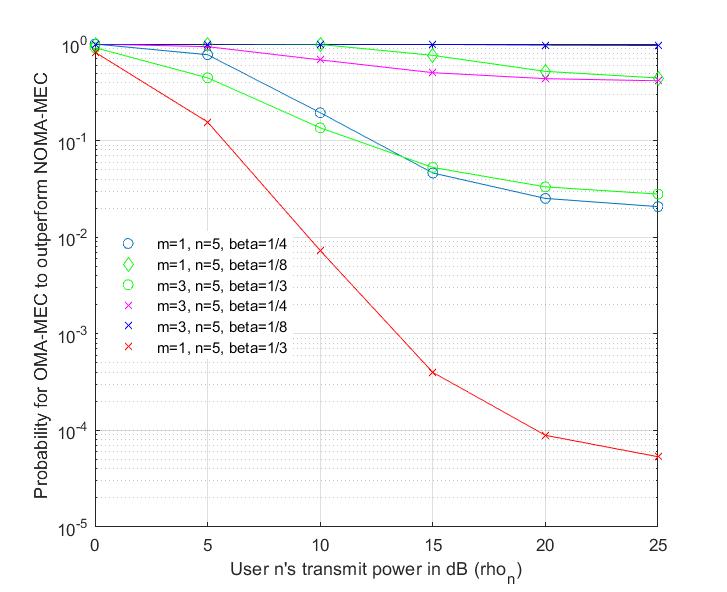 Probability for OMA-MEC to outperform NOMA-MEC
10^0
10^-1
10^-2
10^-3
10^-4
10^-5
m=1, n=5, beta=1/4
m=1, n=5, beta=1/8
m=3, n=5, beta=1/3
m=3, n=5, beta=1/4
m=3, n=5, beta=1/8
m=1, n=5, beta=1/3
0 5 10 15 20 25
User n's transmit power in dB (rho_n)